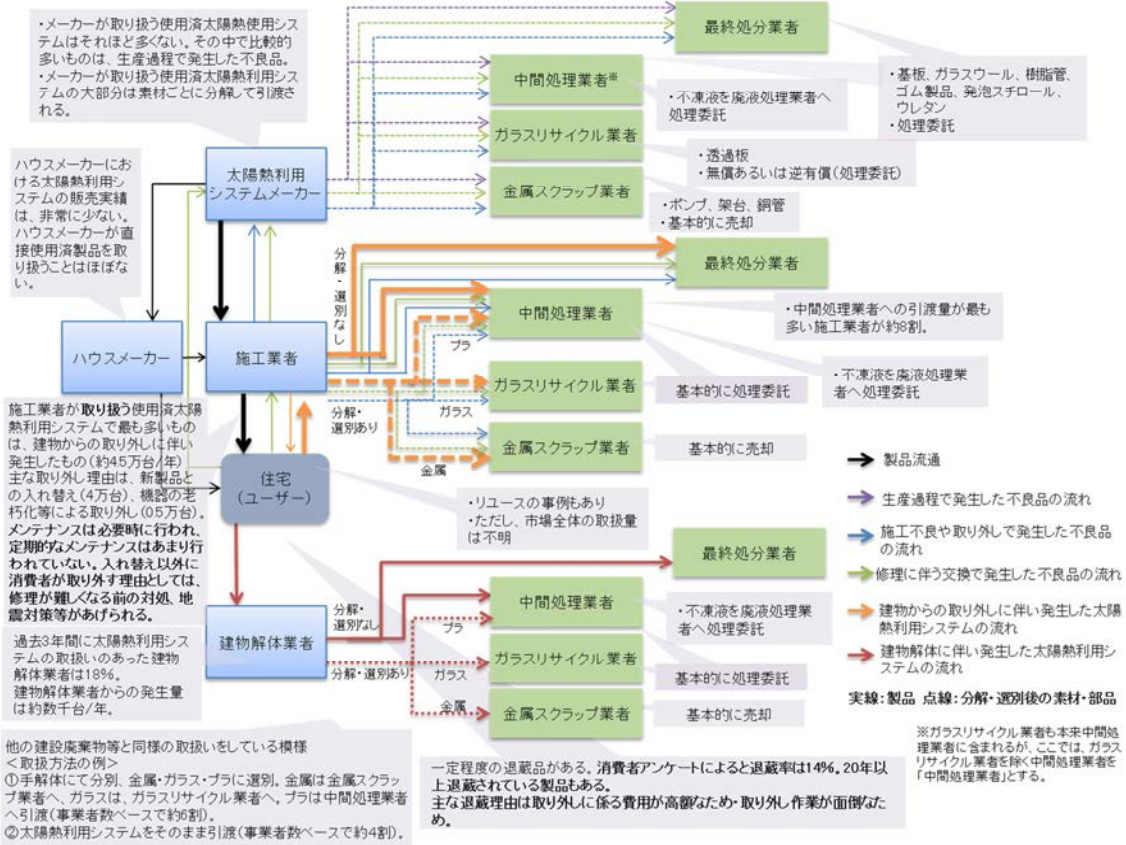 ・メーカーが取り扱う使用済太陽熱使用シス
テムはそれほど多くない。その中で比較的
多いものは、生産過程で発生した不良品。
・メーカーが取り扱う使用済太陽熱利用シス
テムの大部分は素材ごとに分解して引渡さ
れる。
最終処分業者
中間処理業者※
・不凍液を廃液処理業者へ
処理委託
・基板、ガラスウール、樹脂管、
ゴム製品、発泡スチロール、
ウレタン
・処理委託
ガラスリサイクル業者
・透過板
・無償あるいは逆有償(処理委託)
金属スクラップ業者
・ポンプ、架台、銅管
・基本的に売却
ハウスメーカーにお
ける太陽熱利用シ
ステムの販売実績
は、非常に少ない。
ハウスメーカーが直
接使用済製品を取
り扱うことはほぼな
い。
太陽熱利用
システムメーカー
分解・選別なし
最終処分業者
中間処理業者
・中間処理業者への引渡量が最も
多い施工業者が約8割。
ハウスメーカー
施工業者
プラ
・不凍液を廃液処理業
者へ処理委託
ガラスリサイクル業者
基本的に処理委託
分解・
選別あり
ガラス
金属スクラップ業者
基本的に売却
金属
施工業者が取り扱う使用済太陽
熱利用システムで最も多いもの
は、建物からの取り外しに伴い
発生したもの(約4.5万台/年)
主な取り外し理由は、新製品と
の入れ替え(4万台)、機器の老
朽化等による取り外し(0.5万台)。
メンテナンスは必要時に行われ、
定期的なメンテナンスはあまり行
われていない。入れ替え以外に
消費者が取り外す理由としては、
修理が難しくなる前の対処、地
震対策等があげられる。
住宅
(ユーザー)
・リユースの事例もあり
・ただし、市場全体の取扱量
は不明
製品流通
生産過程で発生した不良品の流れ
施工不良や取り外しで発生した不良品
の流れ
修理に伴う交換で発生した不良品の流れ
建物からの取り外しに伴い発生した太陽
熱利用システムの流れ
建物解体に伴い発生した太陽熱利用シ
ステムの流れ
実線:製品 点線:分解・選別後の素材・部品
※ガラスリサイクル業者も本来中間処
理業者に含まれるが、ここでは、ガラス
リサイクル業者を除く中間処理業者を
「中間処理業者」とする。
過去3年間に太陽熱利用シス
テムの取扱いのあった建物
解体業者は18%。
建物解体業者からの発生量
は約数千台/年。
建物解体業者
分解・
選別なし
最終処分業者
中間処理業者
プラ
・不凍液を廃液処理業
者へ処理委託
ガラスリサイクル業者
分解・選別あり
ガラス
基本的に処理委託
金属スクラップ業者
金属
基本的に売却
他の建設廃棄物等と同様の取扱いをしている模様
<取扱方法の例>
①手解体にて分別、金属・ガラス・プラに選別。金属は金属スクラッ
プ業者へ、ガラスは、ガラスリサイクル業者へ。プラは中間処理業者
へ引渡(事業者数ベースで約6割)。
②太陽熱利用システムをそのまま引渡(事業者数ベースで約4割)。
一定程度の退蔵品がある。消費者アンケートによると退蔵率は14%。20年以
上退蔵されている製品もある。
主な退蔵理由は取り外しに係る費用が高額なため・取り外し作業が面倒なた
め。